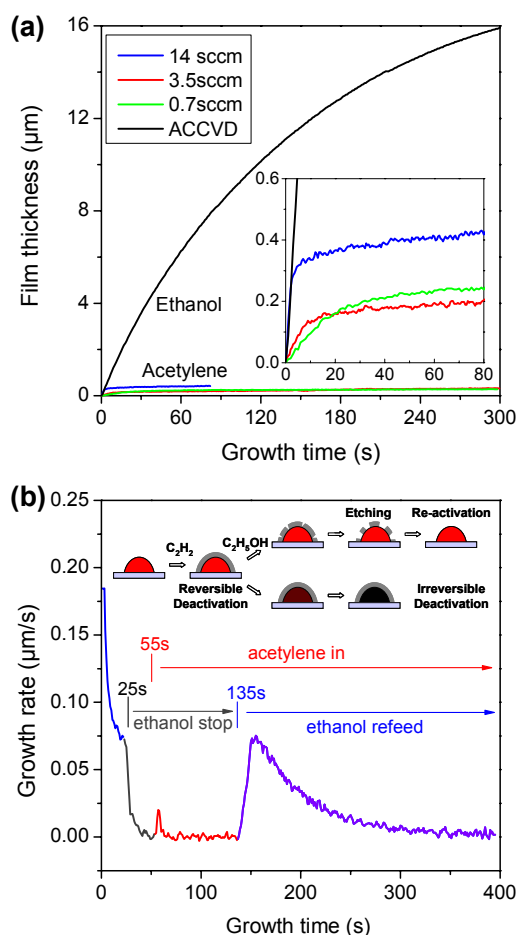 (a)
16
12
8
4
0
Film thickness (μm)
14 sccm
3.5sccm
0.7sccm
ACCVD
0.6
0.4
0.2
0.0
0 20 40 60 80
Ethanol
Acetylene
0 60 120 180 240 300
Growth time (s)
(b)
0.25
0.20
0.15
0.10
0.05
0.00
Growth rate (μm/s)
Etching
Re-activation
C₂H₂
C₂H₅OH
Reversible
Deactivation
Irreversible
Deactivation
55s
acetylene in
25s
135s
ethanol stop
ethanol refeed
0 100 200 300 400
Growth time (s)